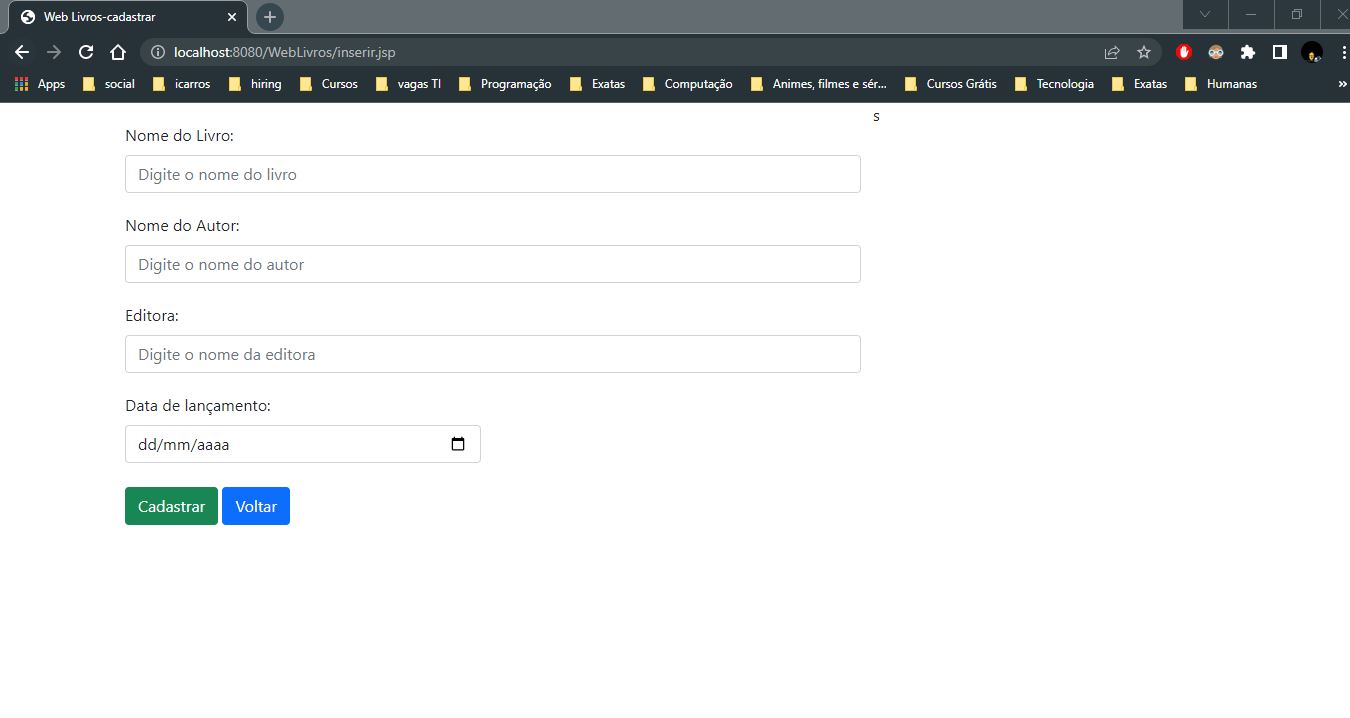 Web Livros-cadastrar
localhost:8080/WebLivros/inserir.jsp
Apps social icarros hiring Cursos vagas TI Programação Exatas Computação Animes, filmes e sér... Cursos Grátis Tecnologia Exatas Humanas »
s
Nome do Livro:
Digite o nome do livro
Nome do Autor:
Digite o nome do autor
Editora:
Digite o nome da editora
Data de lançamento:
dd/mm/aaaa
Cadastrar Voltar